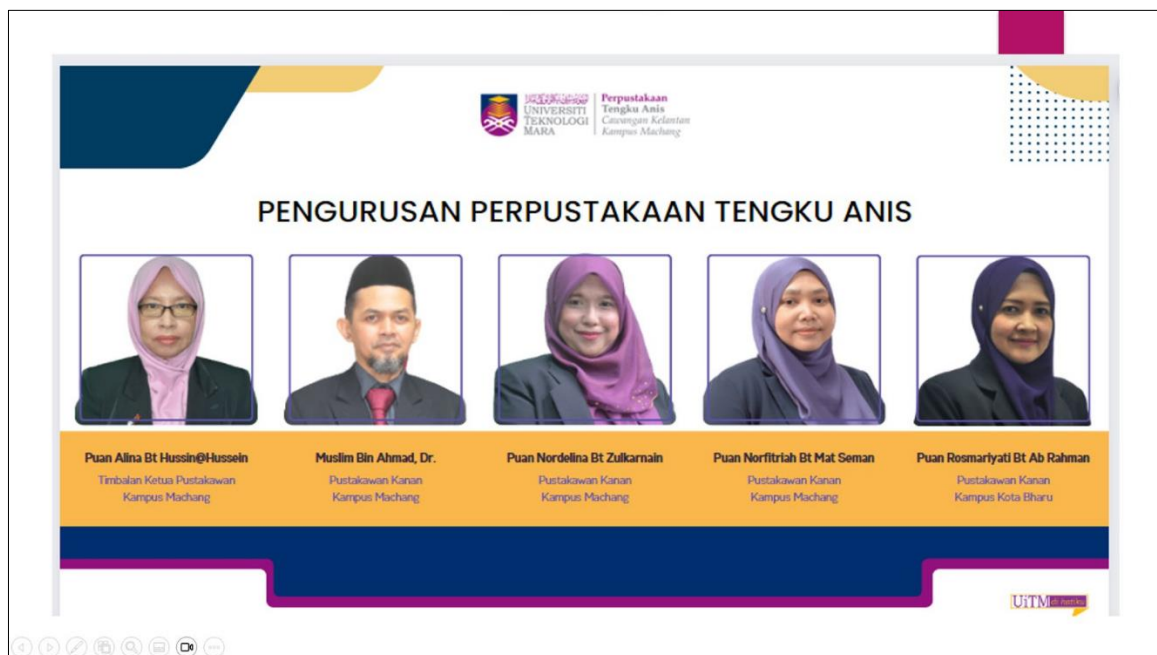 UNIVERSITI
TEKNOLOGI
MARA
Perpustakaan
Tengku Anis
Cawangan Kelantan
Kampus Machang
PENGURUSAN PERPUSTAKAAN TENGKU ANIS
Puan Alina Bt Hussin@Hussein
Timbalan Ketua Pustakawan
Kampus Machang
Muslim Bin Ahmad, Dr.
Pustakawan Kanan
Kampus Machang
Puan Nordelina Bt Zulkarnain
Pustakawan Kanan
Kampus Machang
Puan Norfitriah Bt Mat Seman
Pustakawan Kanan
Kampus Machang
Puan Rosmariyati Bt Ab Rahman
Pustakawan Kanan
Kampus Kota Bharu
UiTM di hatiku